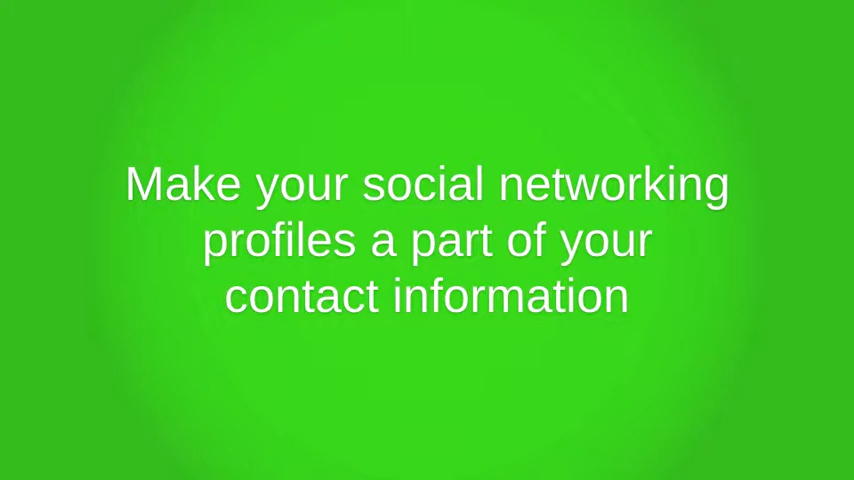 Make your social networking
profiles a part of your
contact information